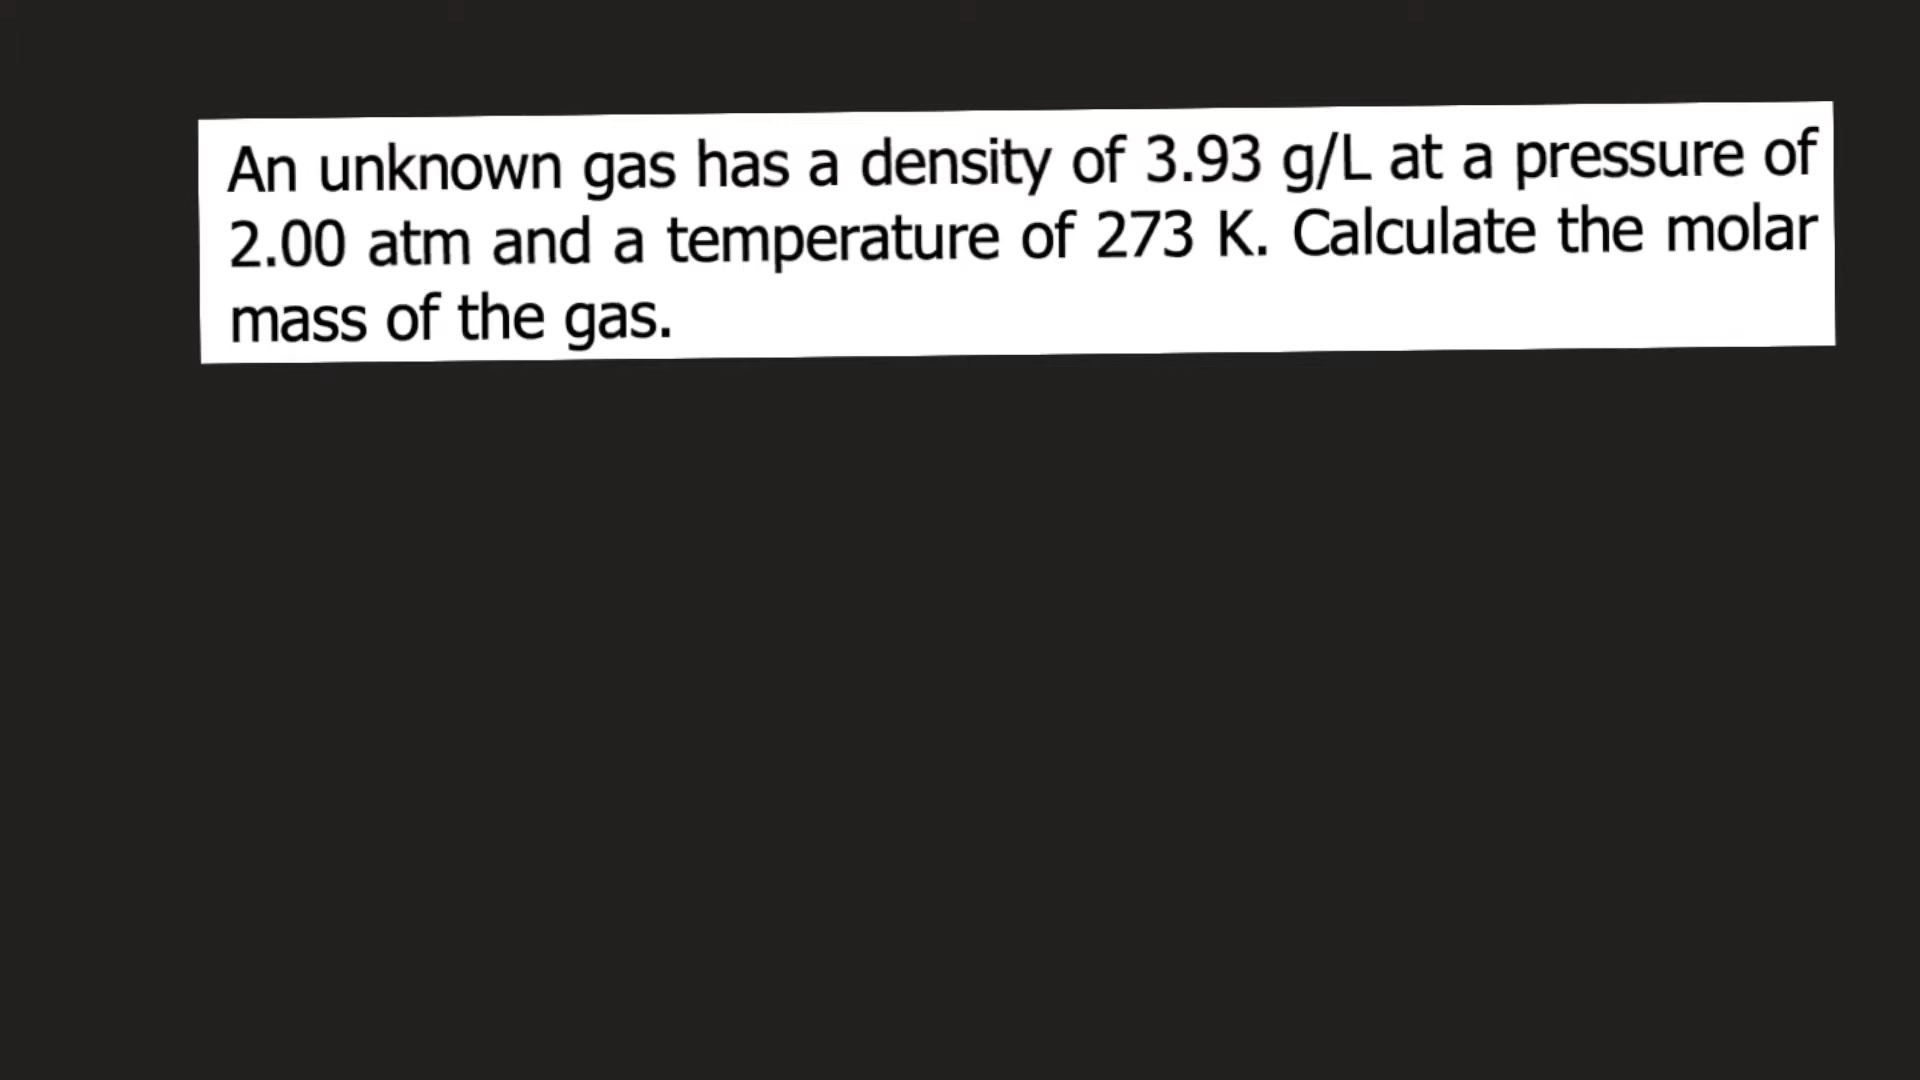 An unknown gas has a density of 3.93 g/L at a pressure of
2.00 atm and a temperature of 273 K. Calculate the molar
mass of the gas.